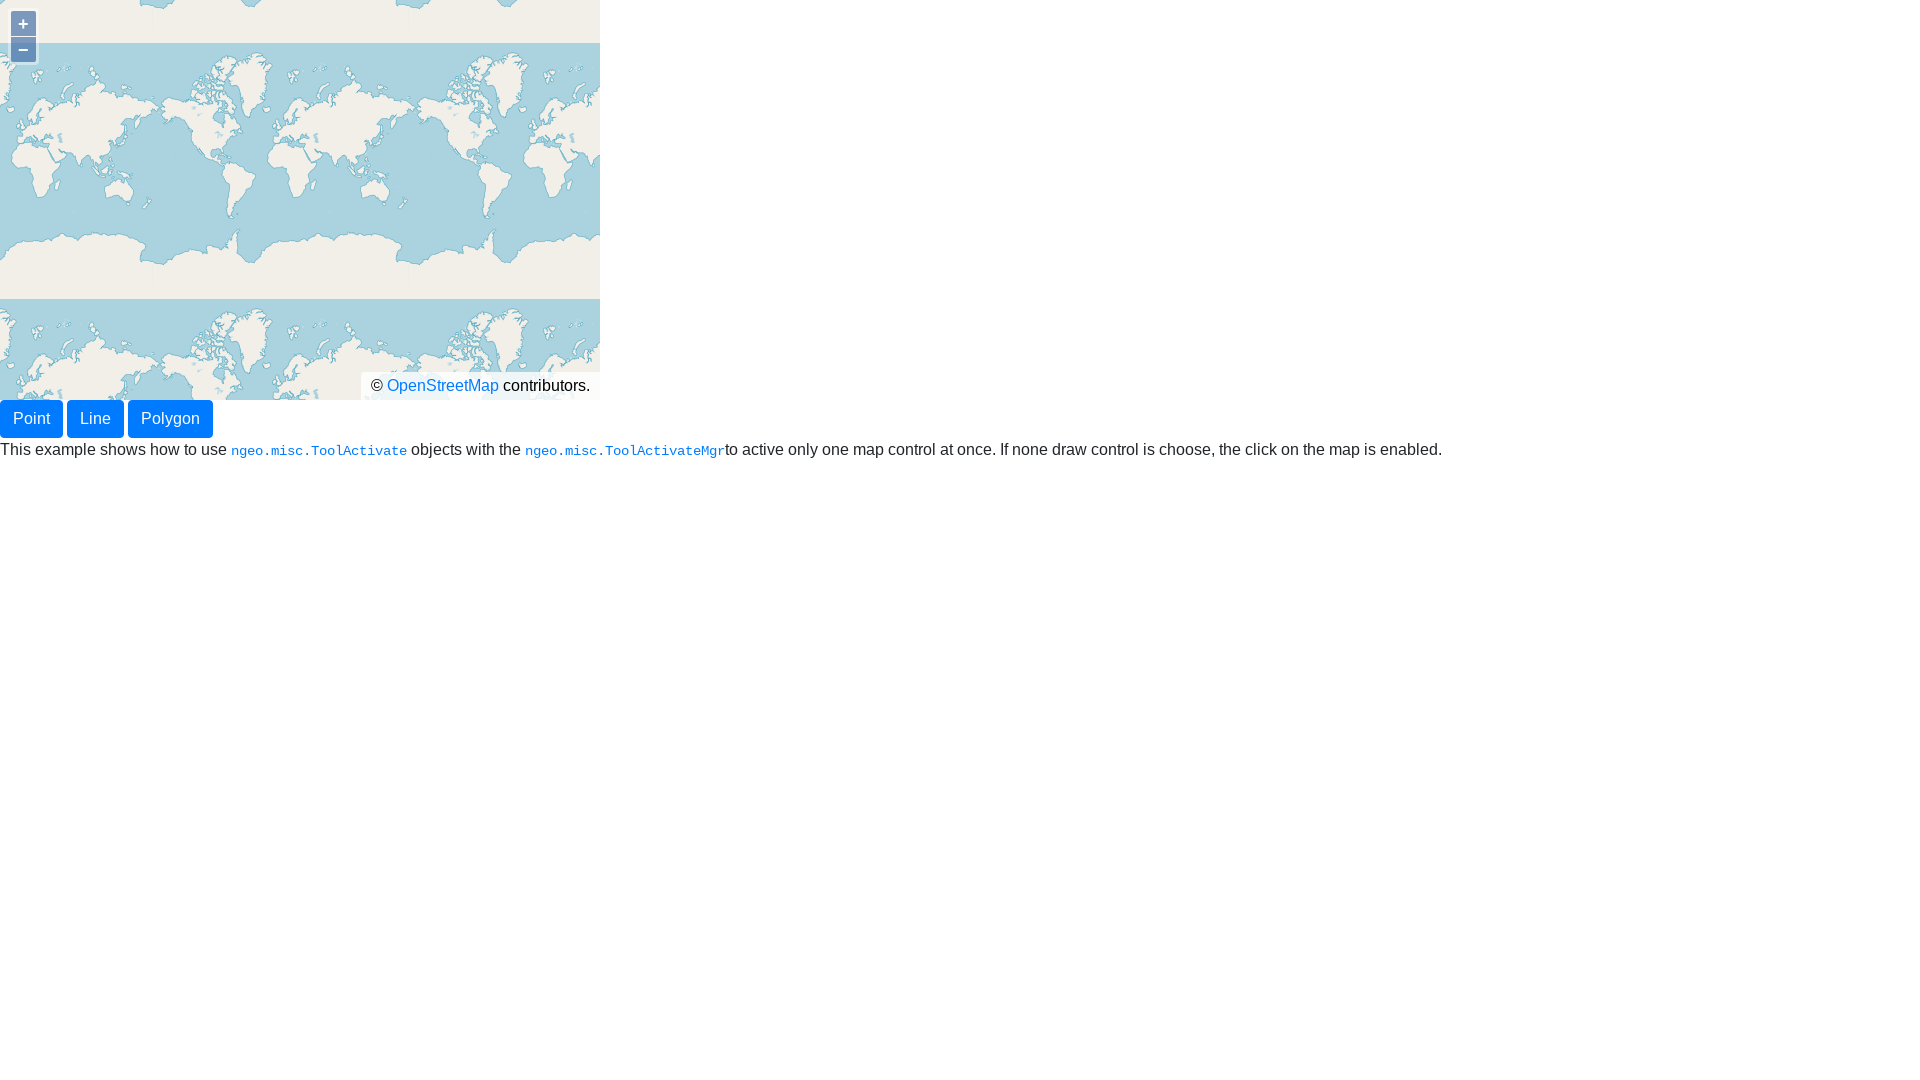 +
−
© OpenStreetMap contributors.
Point Line Polygon
This example shows how to use ngeo.misc.ToolActivate objects with the ngeo.misc.ToolActivateMgrto active only one map control at once. If none draw control is choose, the click on the map is enabled.